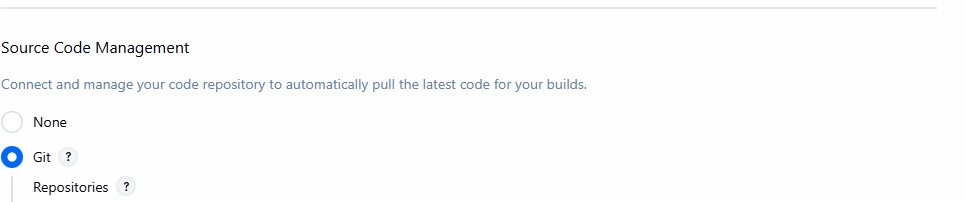 Source Code Management
Connect and manage your code repository to automatically pull the latest code for your builds.
None
Git ?
Repositories ?